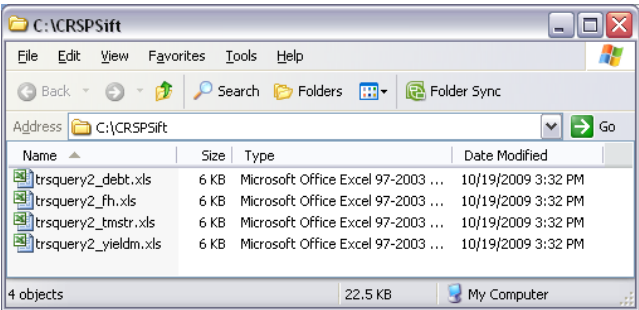 C:\CRSPSift
File Edit View Favorites Tools Help
Back Search Folders Folder Sync
Address C:\CRSPSift Go
Name Size Type Date Modified
trsquery2_debt.xls 6 KB Microsoft Office Excel 97-2003 ... 10/19/2009 3:32 PM
trsquery2_fh.xls 6 KB Microsoft Office Excel 97-2003 ... 10/19/2009 3:32 PM
trsquery2_tmstr.xls 6 KB Microsoft Office Excel 97-2003 ... 10/19/2009 3:32 PM
trsquery2_yieldm.xls 6 KB Microsoft Office Excel 97-2003 ... 10/19/2009 3:32 PM
4 objects 22.5 KB My Computer